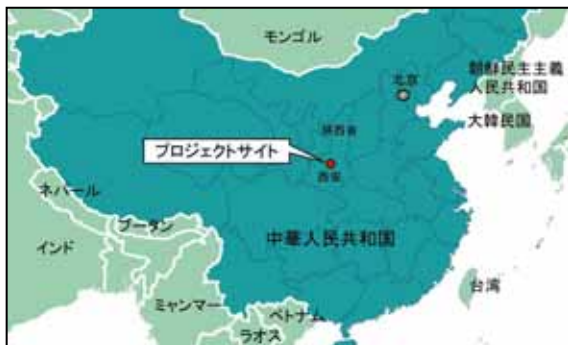 モンゴル
北京
朝鮮民主主義
人民共和国
大韓民国
陝西省
プロジェクトサイト
西安
ネパール
ブータン
中華人民共和国
インド
台湾
ミャンマー
ベトナム
ラオス